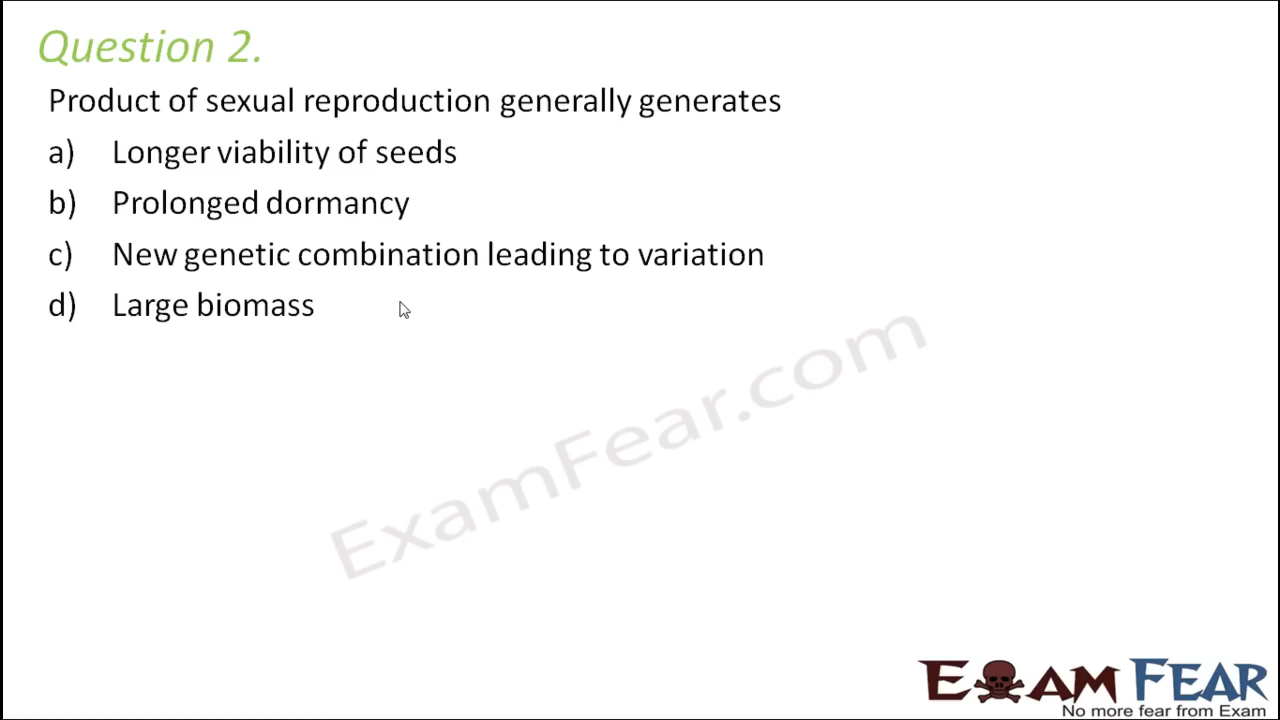 Question 2.
Product of sexual reproduction generally generates
a) Longer viability of seeds
b) Prolonged dormancy
c) New genetic combination leading to variation
d) Large biomass
ExamFear.com
EXAM FEAR
No more fear from Exam